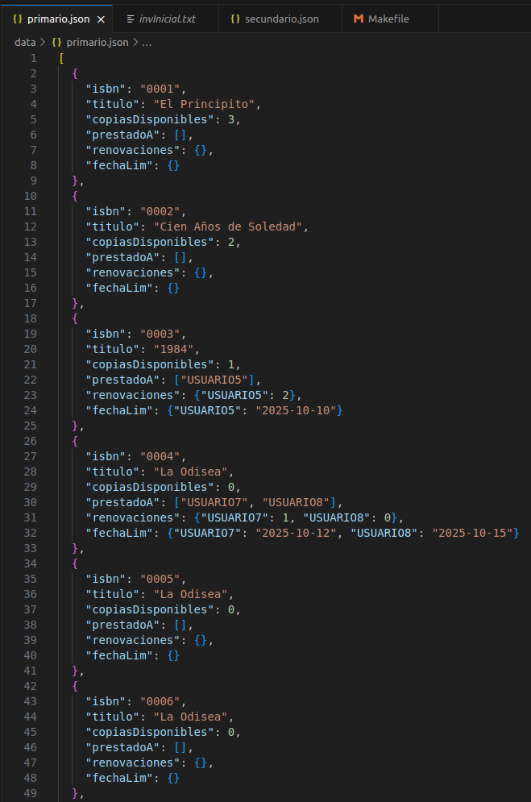 primario.json
invInicial.txt
secundario.json
Makefile
data > primario.json > ...
1 [
2 {
3 "isbn": "0001",
4 "titulo": "El Principito",
5 "copiasDisponibles": 3,
6 "prestadoA": [],
7 "renovaciones": {},
8 "fechaLim": {}
9 },
10 {
11 "isbn": "0002",
12 "titulo": "Cien Años de Soledad",
13 "copiasDisponibles": 2,
14 "prestadoA": [],
15 "renovaciones": {},
16 "fechaLim": {}
17 },
18 {
19 "isbn": "0003",
20 "titulo": "1984",
21 "copiasDisponibles": 1,
22 "prestadoA": ["USUARIO5"],
23 "renovaciones": {"USUARIO5": 2},
24 "fechaLim": {"USUARIO5": "2025-10-10"}
25 },
26 {
27 "isbn": "0004",
28 "titulo": "La Odisea",
29 "copiasDisponibles": 0,
30 "prestadoA": ["USUARIO7", "USUARIO8"],
31 "renovaciones": {"USUARIO7": 1, "USUARIO8": 0},
32 "fechaLim": {"USUARIO7": "2025-10-12", "USUARIO8": "2025-10-15"}
33 },
34 {
35 "isbn": "0005",
36 "titulo": "La Odisea",
37 "copiasDisponibles": 0,
38 "prestadoA": [],
39 "renovaciones": {},
40 "fechaLim": {}
41 },
42 {
43 "isbn": "0006",
44 "titulo": "La Odisea",
45 "copiasDisponibles": 0,
46 "prestadoA": [],
47 "renovaciones": {},
48 "fechaLim": {}
49 },